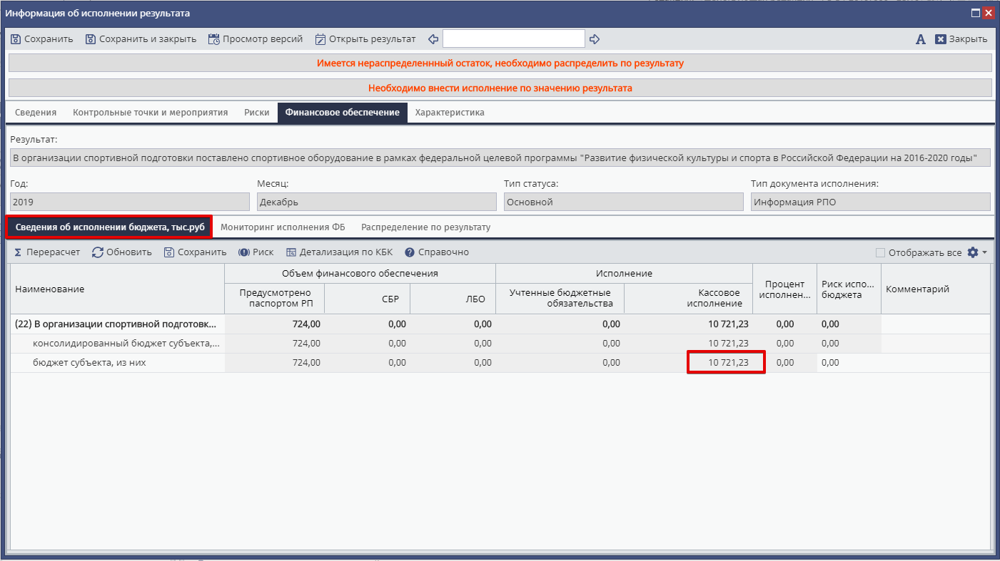 Информация об исполнении результата
Сохранить Сохранить и закрыть Просмотр версий Открыть результат A Закрыть
Имеется нераспределеннный остаток, необходимо распределить по результату
Необходимо внести исполнение по значению результата
Сведения Контрольные точки и мероприятия Риски Финансовое обеспечение Характеристика
Результат:
В организации спортивной подготовки поставлено спортивное оборудование в рамках федеральной целевой программы "Развитие физической культуры и спорта в Российской Федерации на 2016-2020 годы"
Год: Месяц: Тип статуса: Тип документа исполнения:
2019 Декабрь Основной Информация РПО
Сведения об исполнении бюджета, тыс.руб Мониторинг исполнения ФБ Распределение по результату
Σ Перерасчет Обновить Сохранить Риск Детализация по КБК Справочно Отображать все
Наименование Объем финансового обеспечения Исполнение Процент исполнен... Риск испо... бюджета Комментарий
Предусмотрено паспортом РП СБР ЛБО Учтенные бюджетные обязательства Кассовое исполнение
(22) В организации спортивной подготовк... 724,00 0,00 0,00 0,00 10 721,23 0,00 0,00
консолидированный бюджет субъекта,... 724,00 0,00 0,00 0,00 10 721,23 0,00 0,00
бюджет субъекта, из них 724,00 0,00 0,00 0,00 10 721,23 0,00 0,00